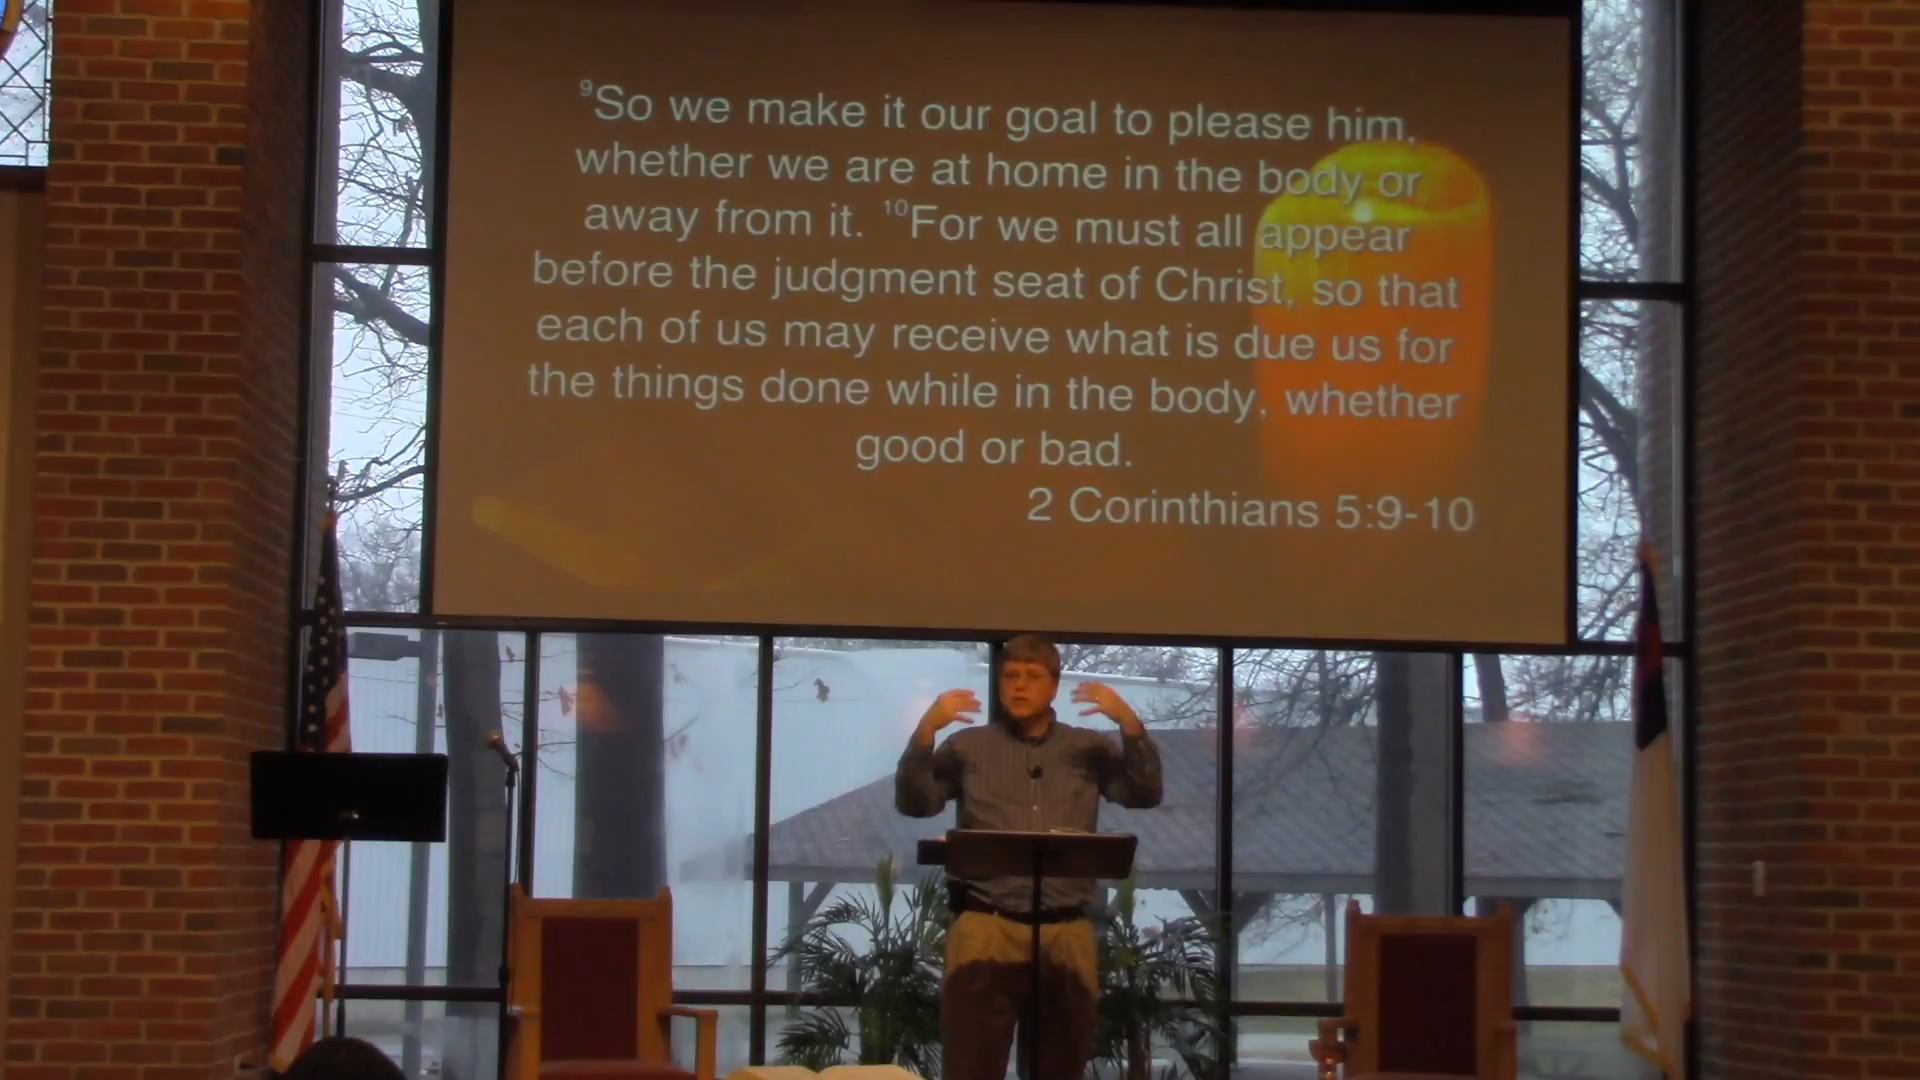 ⁹So we make it our goal to please him,
whether we are at home in the body or
away from it. ¹⁰For we must all appear
before the judgment seat of Christ, so that
each of us may receive what is due us for
the things done while in the body, whether
good or bad.
2 Corinthians 5:9-10